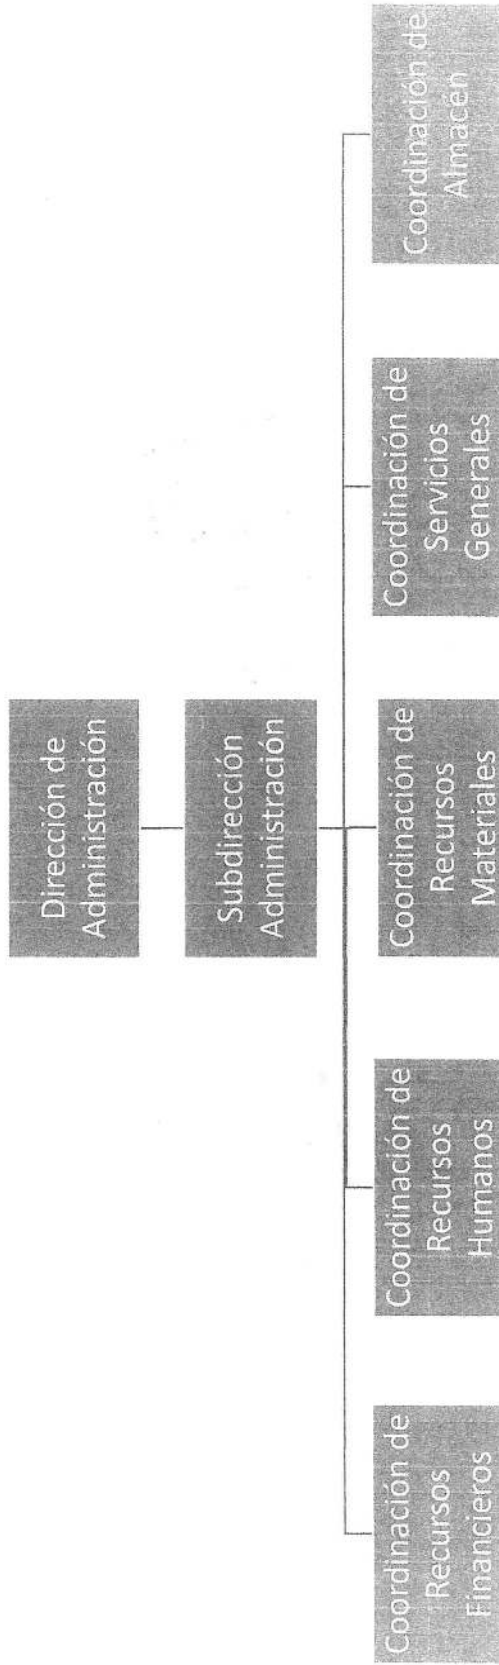 Dirección de
Administración
Subdirección
Administración
Coordinación de
Recursos
Financieros
Coordinación de
Recursos
Humanos
Coordinación de
Recursos
Materiales
Coordinación de
Servicios
Generales
Coordinación de
Almacén